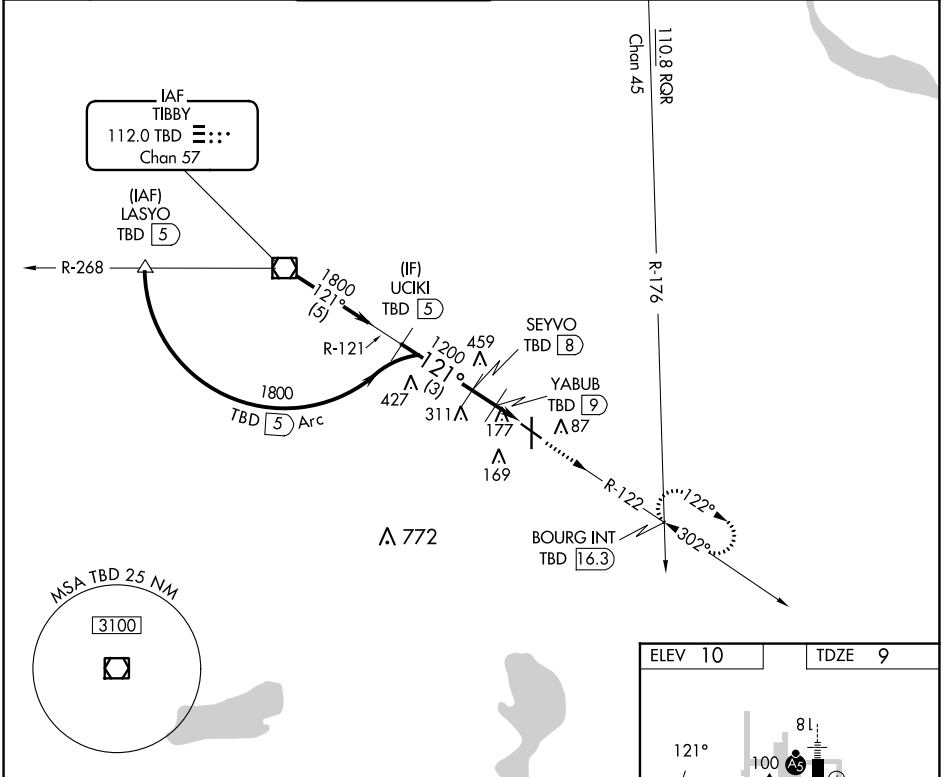 110.8 RQR
Chan 45
IAF
TIBBY
112.0 TBD
Chan 57
(IAF)
LASYO
TBD 5
R-268
1800
121°
(5)
(IF)
UCIKI
TBD 5
R-176
R-121
1200
121°
(3)
459
SEYVO
TBD 8
427
311
YABUB
TBD 9
1800
TBD 5 Arc
177
87
169
R-122
122°
302°
BOURG INT
TBD 16.3
772
MSA TBD 25 NM
3100
ELEV 10
TDZE 9
18
121°
100
A5